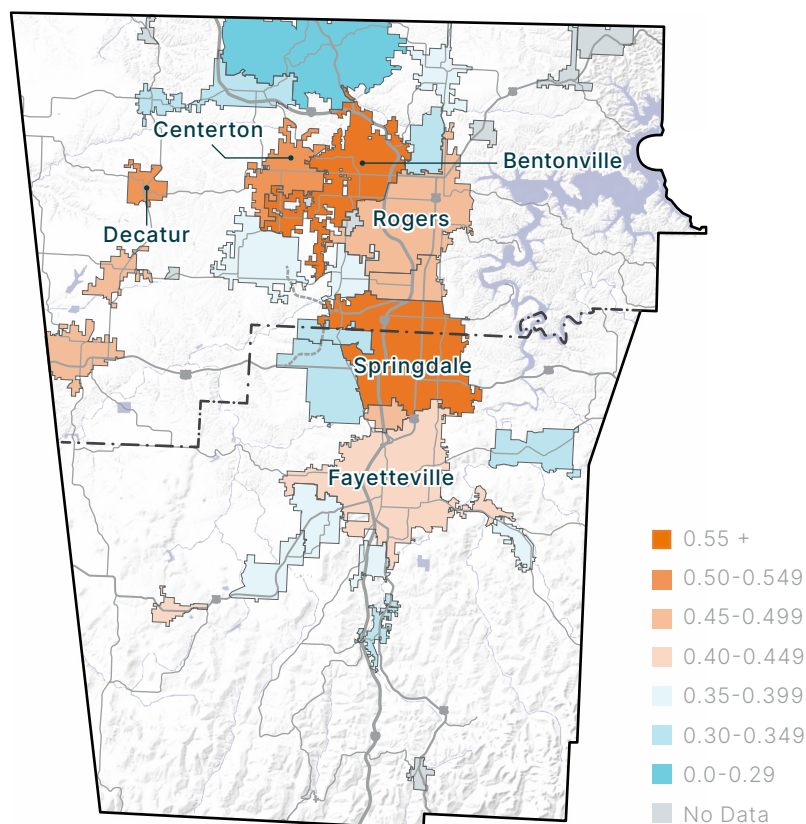 Centerton
Bentonville
Rogers
Decatur
Springdale
Fayetteville
0.55 +
0.50-0.549
0.45-0.499
0.40-0.449
0.35-0.399
0.30-0.349
0.0-0.29
No Data